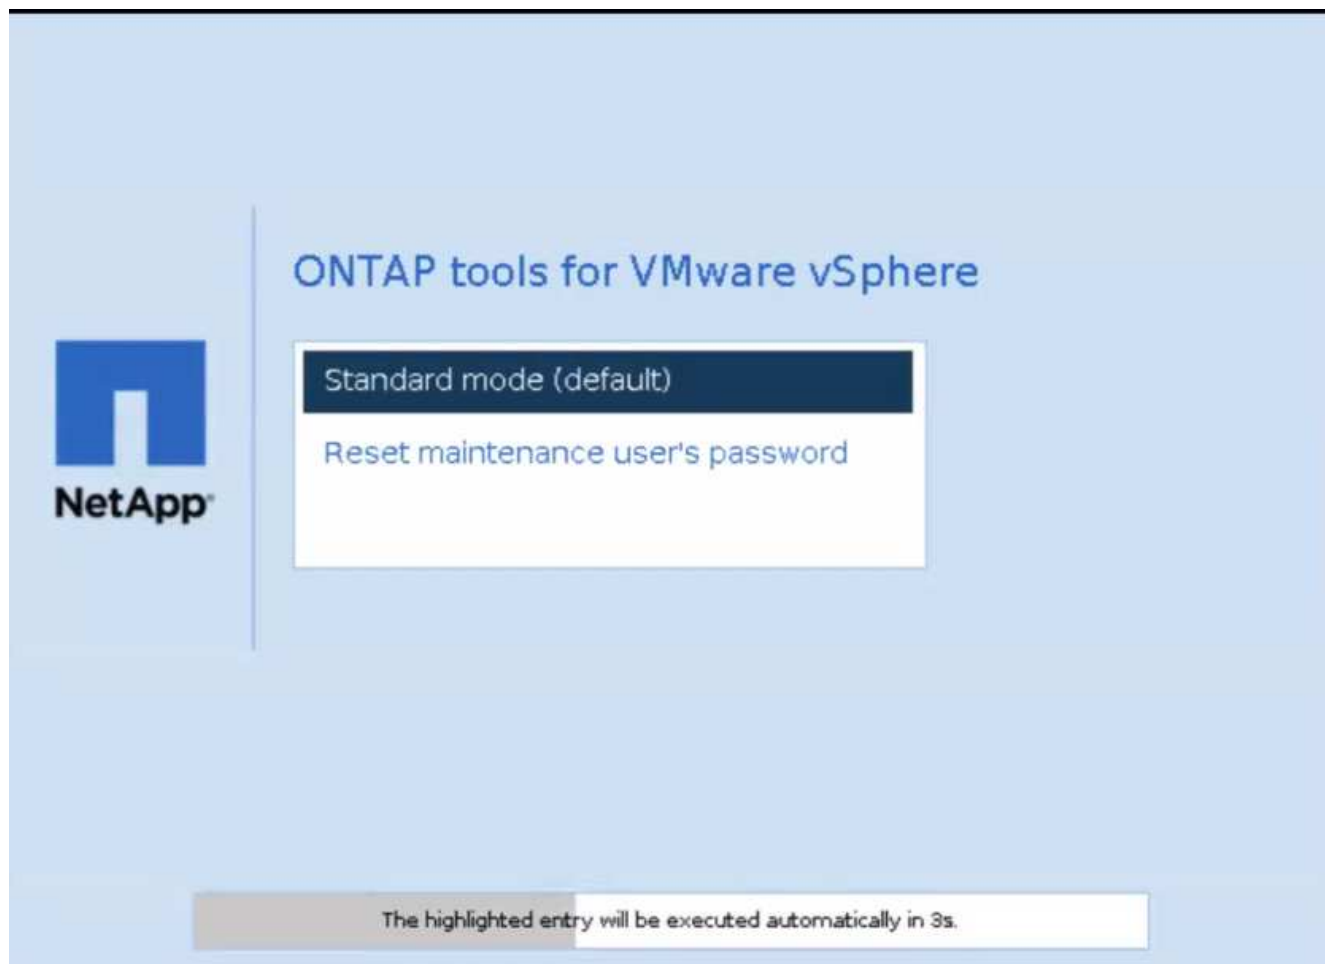 ONTAP tools for VMware vSphere
Standard mode (default)
Reset maintenance user's password
NetApp®
The highlighted entry will be executed automatically in 3s.